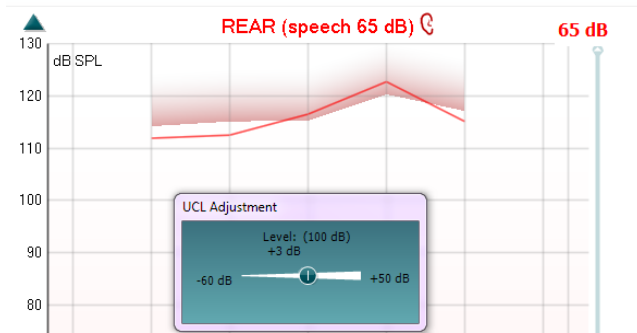 REAR (speech 65 dB) 65 dB
130
dB SPL
120
110
100
UCL Adjustment
Level: (100 dB)
+3 dB
90
-60 dB +50 dB
80